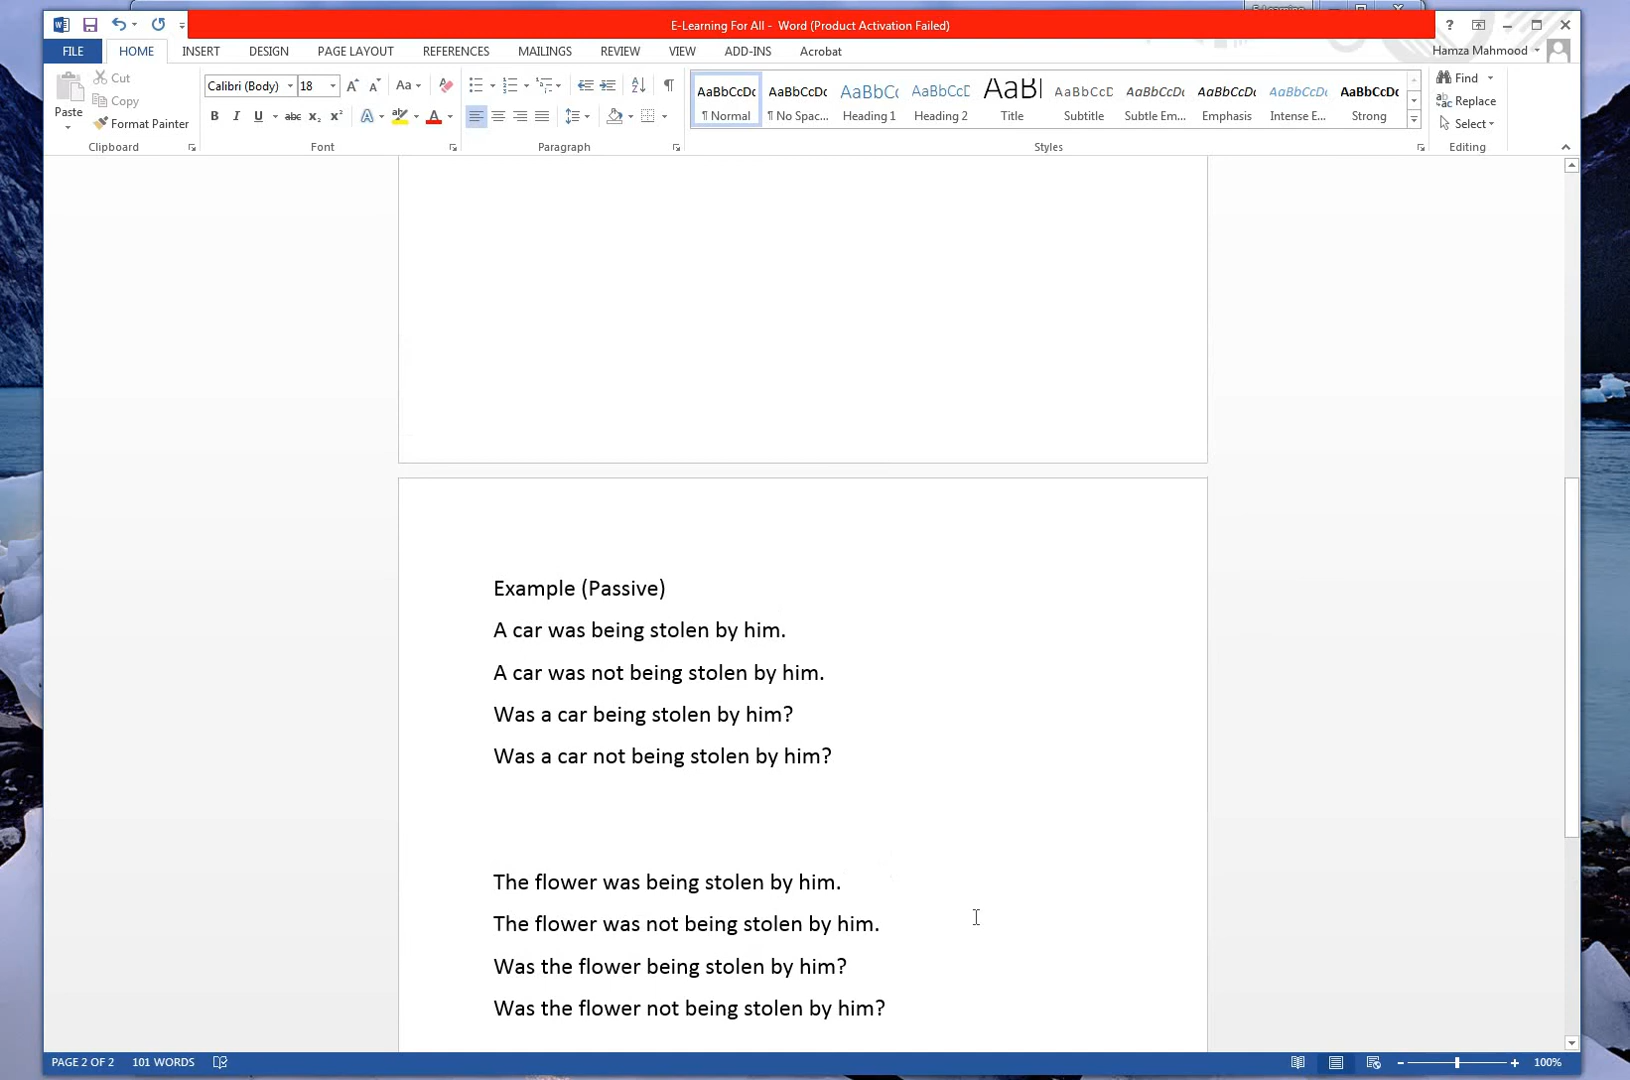 E-Learning For All - Word (Product Activation Failed)
FILE HOME INSERT DESIGN PAGE LAYOUT REFERENCES MAILINGS REVIEW VIEW ADD-INS Acrobat
Hamza Mahmood
Paste
Cut
Copy
Format Painter
Clipboard
Calibri (Body) 18
Font
Paragraph
AaBbCcDc AaBbCcDc AaBbCc AaBbCcD AaBl AaBbCcD AaBbCcDc AaBbCcDc AaBbCcDc AaBbCcDc
¶ Normal ¶ No Spac... Heading 1 Heading 2 Title Subtitle Subtle Em... Emphasis Intense E... Strong
Styles
Find
Replace
Select
Editing
Example (Passive)
A car was being stolen by him.
A car was not being stolen by him.
Was a car being stolen by him?
Was a car not being stolen by him?
The flower was being stolen by him.
The flower was not being stolen by him.
Was the flower being stolen by him?
Was the flower not being stolen by him?
PAGE 2 OF 2 101 WORDS 100%